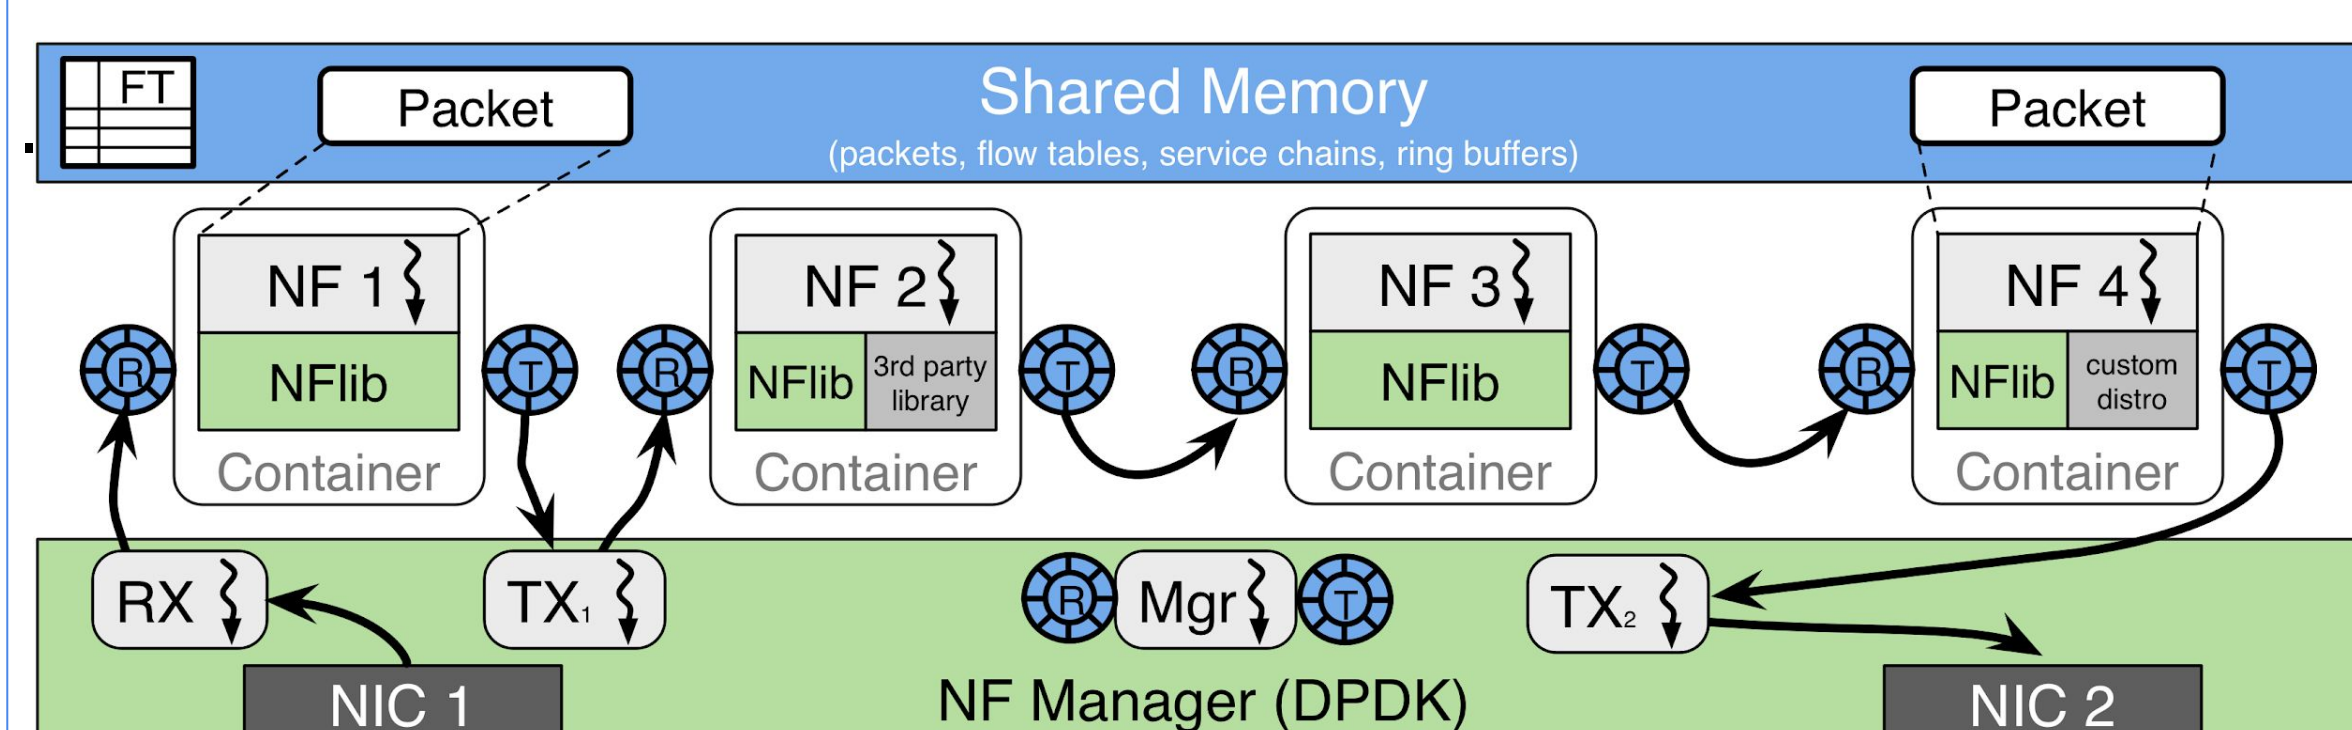 FT
Packet
Shared Memory
(packets, flow tables, service chains, ring buffers)
Packet
NF 1
NF 2
NF 3
NF 4
R
NFlib
T
R
NFlib
3rd party
library
T
R
NFlib
T
R
NFlib
custom
distro
T
Container
Container
Container
Container
RX
TX1
R
Mgr
T
TX2
NIC 1
NF Manager (DPDK)
NIC 2